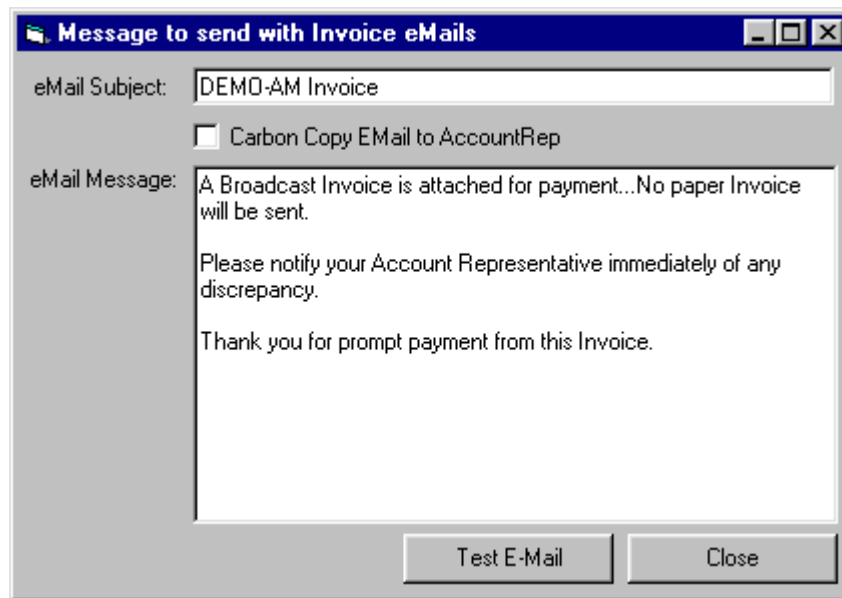 Message to send with Invoice eMails
eMail Subject:
DEMO-AM Invoice
Carbon Copy EMail to AccountRep
eMail Message:
A Broadcast Invoice is attached for payment...No paper Invoice
will be sent.
Please notify your Account Representative immediately of any
discrepancy.
Thank you for prompt payment from this Invoice.
Test E-Mail
Close